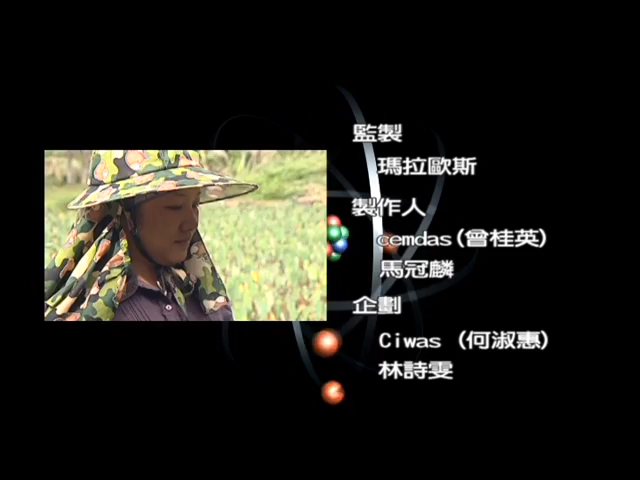 監製
瑪拉歐斯
製作人
cemdas(曾桂英)
馬冠麟
企劃
Ciwas (何淑惠)
林詩雯